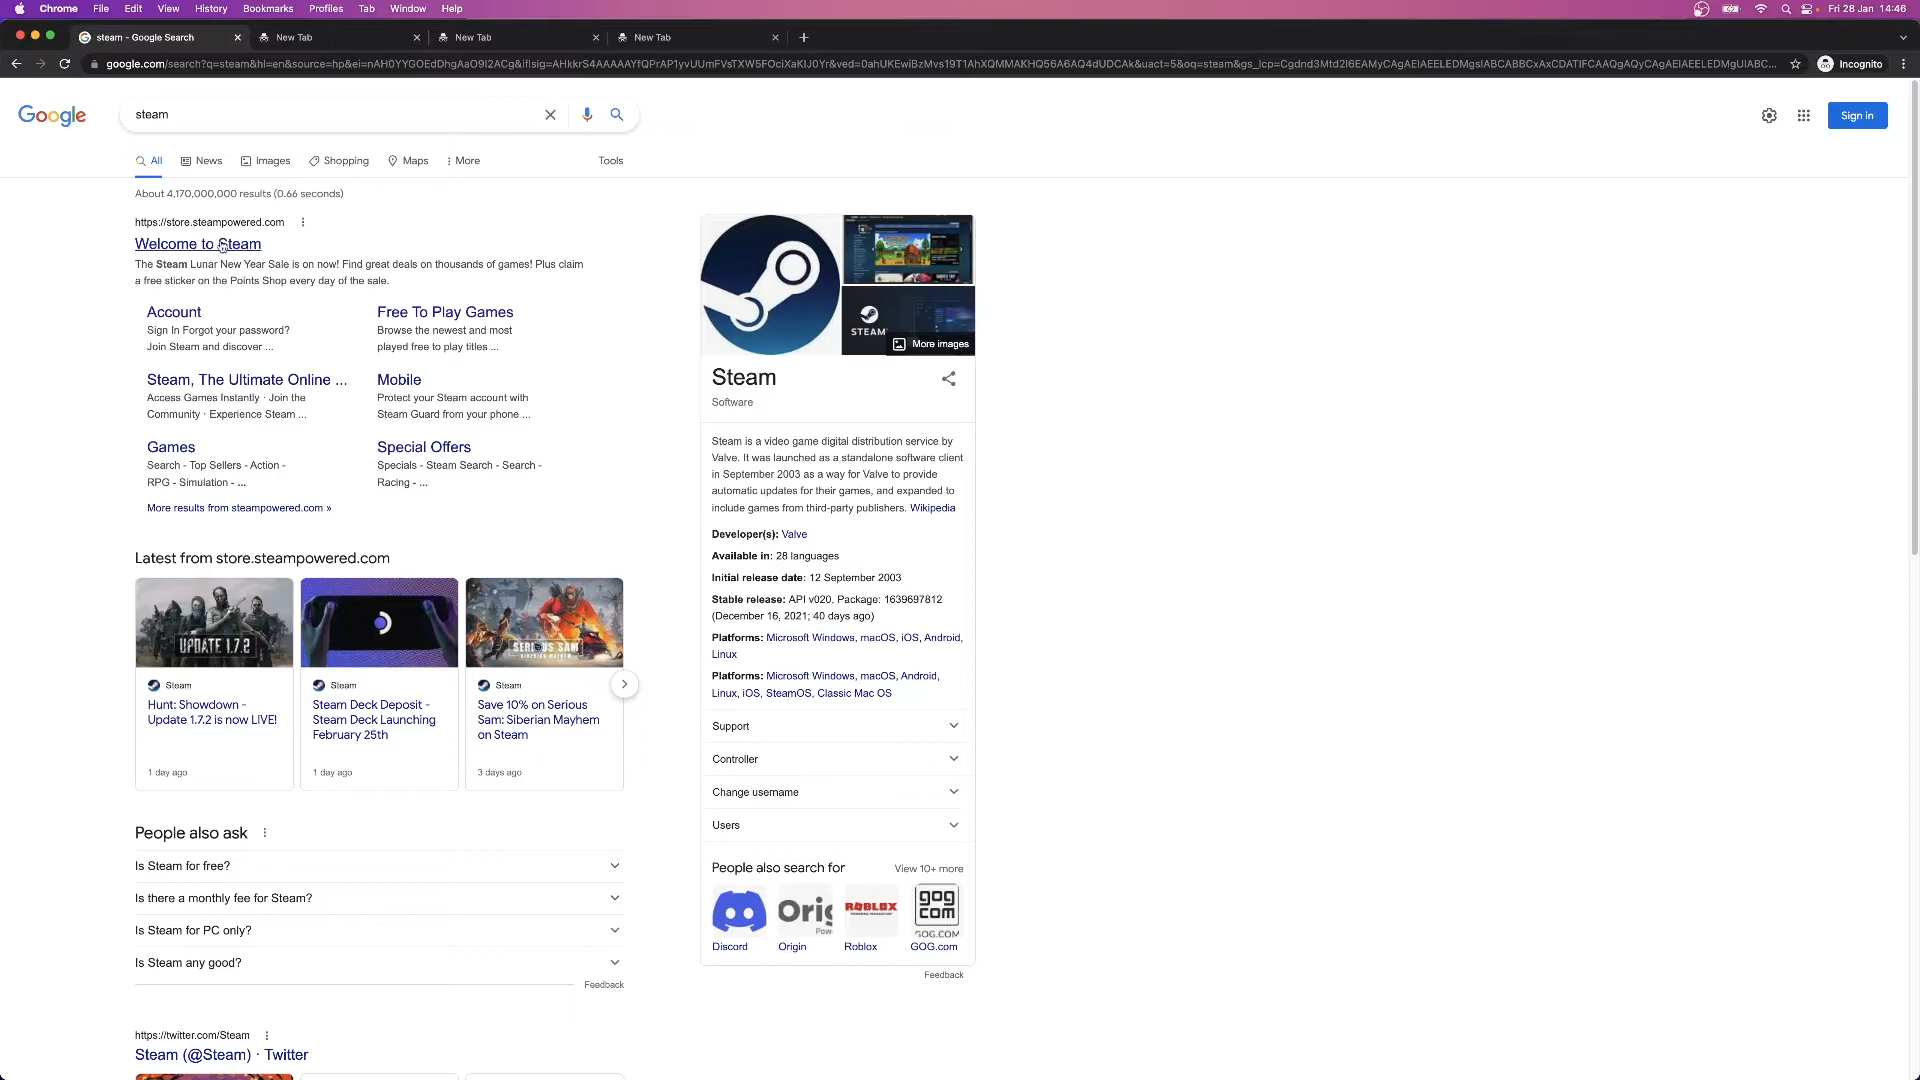 Chrome File Edit View History Bookmarks Profiles Tab Window Help
Fri 28 Jan 14:46
steam - Google Search
New Tab
New Tab
New Tab
Incognito
Google
steam
Sign in
All News Images Shopping Maps More Tools
About 4,170,000,000 results (0.66 seconds)
https://store.steampowered.com
Welcome to Steam
The Steam Lunar New Year Sale is on now! Find great deals on thousands of games! Plus claim
a free sticker on the Points Shop every day of the sale.
Account
Sign In Forgot your password?
Join Steam and discover ...
Free To Play Games
Browse the newest and most
played free to play titles ...
Steam, The Ultimate Online ...
Access Games Instantly · Join the
Community · Experience Steam ...
Mobile
Protect your Steam account with
Steam Guard from your phone ...
Games
Search - Top Sellers - Action -
RPG - Simulation - ...
Special Offers
Specials - Steam Search - Search -
Racing - ...
More results from steampowered.com »
Latest from store.steampowered.com
UPDATE 1.7.2
Steam
Hunt: Showdown -
Update 1.7.2 is now LIVE!
1 day ago
Steam
Steam Deck Deposit -
Steam Deck Launching
February 25th
1 day ago
SERIOUS SAM
SIBERIAN MAYHEM
Steam
Save 10% on Serious
Sam: Siberian Mayhem
on Steam
3 days ago
People also ask
Is Steam for free?
Is there a monthly fee for Steam?
Is Steam for PC only?
Is Steam any good?
Feedback
https://twitter.com/Steam
Steam (@Steam) · Twitter
STEAM
More images
Steam
Software
Steam is a video game digital distribution service by
Valve. It was launched as a standalone software client
in September 2003 as a way for Valve to provide
automatic updates for their games, and expanded to
include games from third-party publishers. Wikipedia
Developer(s): Valve
Available in: 28 languages
Initial release date: 12 September 2003
Stable release: API v020, Package: 1639697812
(December 16, 2021; 40 days ago)
Platforms: Microsoft Windows, macOS, iOS, Android,
Linux
Platforms: Microsoft Windows, macOS, Android,
Linux, iOS, SteamOS, Classic Mac OS
Support
Controller
Change username
Users
People also search for
View 10+ more
Orig
Pow
ROBLOX
gog
com
GOG.COM
Discord
Origin
Roblox
GOG.com
Feedback